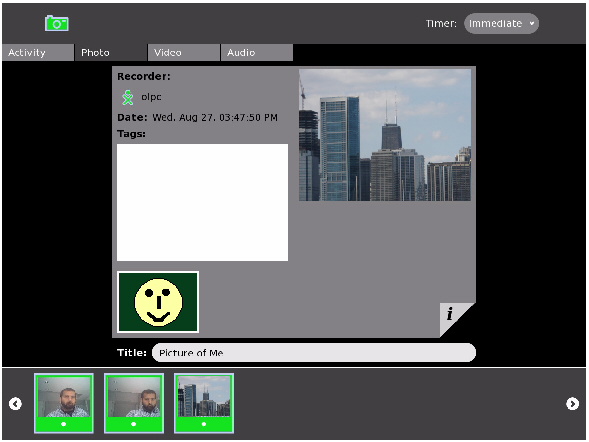 Timer: Immediate
Activity Photo Video Audio
Recorder:
olpc
Date: Wed, Aug 27, 03:47:50 PM
Tags:
i
Title: Picture of Me